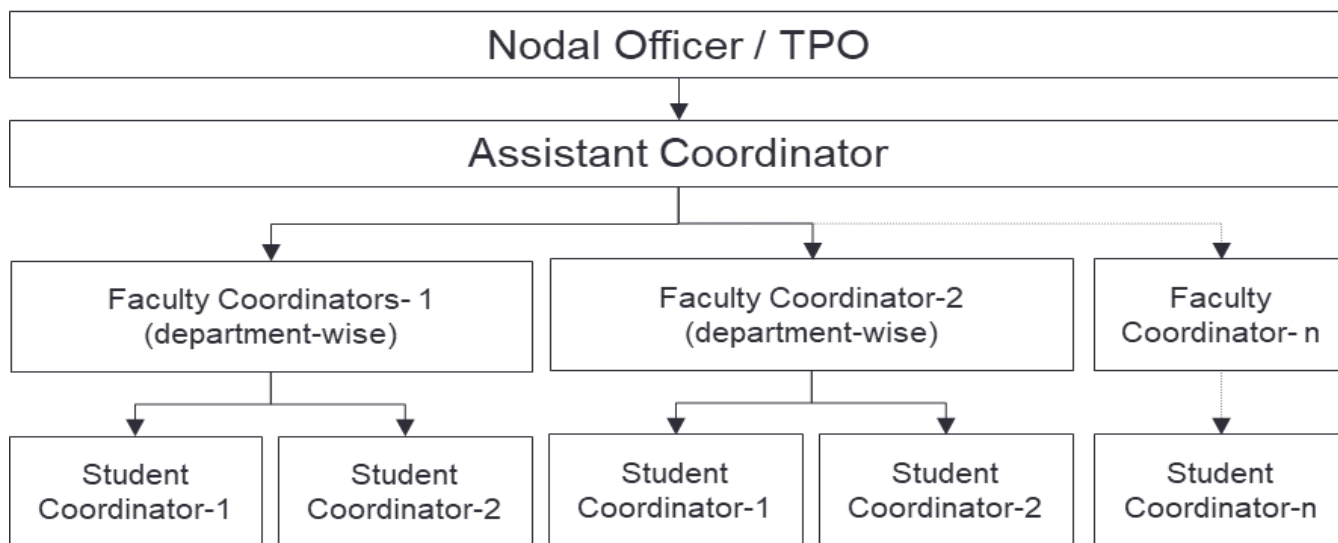 Nodal Officer / TPO
Assistant Coordinator
Faculty Coordinators- 1
(department-wise)
Faculty Coordinator-2
(department-wise)
Faculty
Coordinator- n
Student
Coordinator-1
Student
Coordinator-2
Student
Coordinator-1
Student
Coordinator-2
Student
Coordinator-n